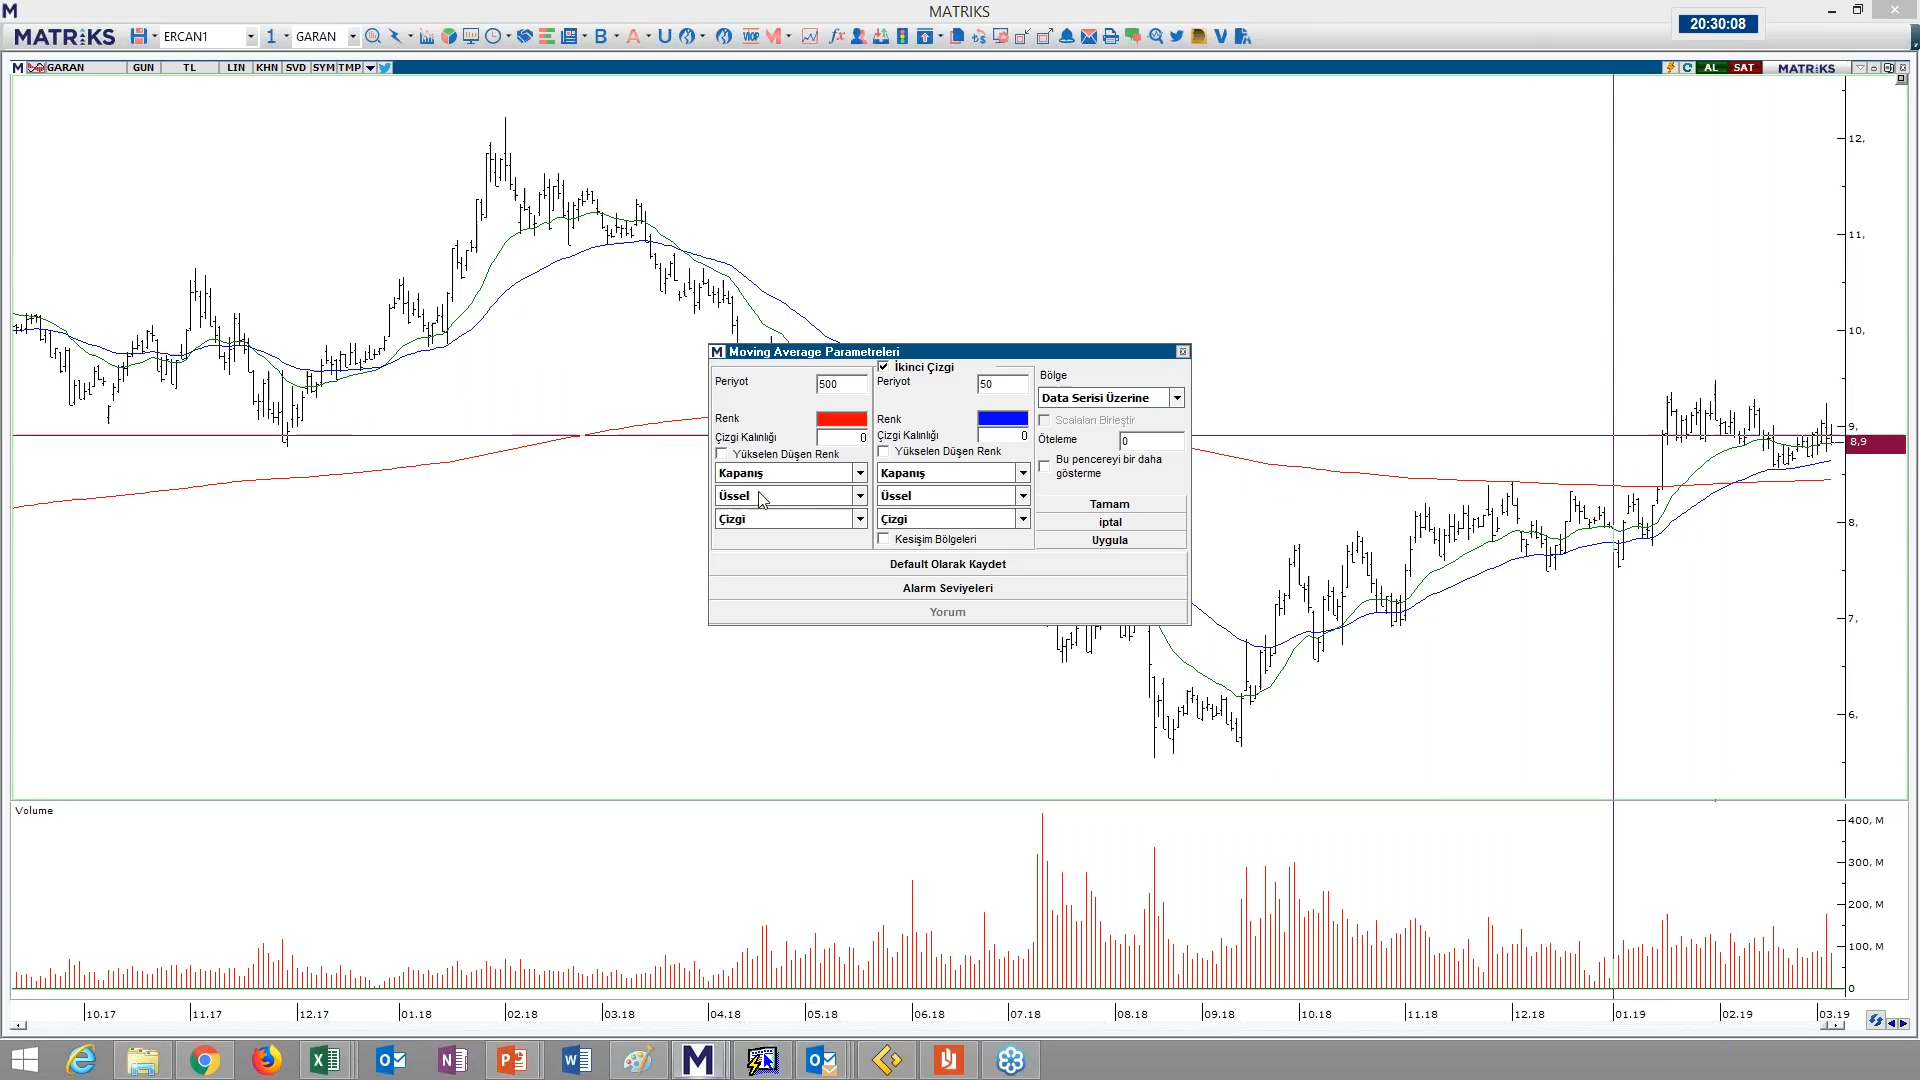 MATRIKS
20:30:08
MATRIKS ERCAN1 1 GARAN B A U VIOP M fx V
GARAN GUN TL LIN KHN SVD SYM TMP AL SAT MATRIKS
12,
11,
10,
9,
8,9
8,
7,
6,
Moving Average Parametreleri
Periyot 500
Renk
Çizgi Kalınlığı 0
Yükselen Düşen Renk
Kapanış
Üssel
Çizgi
İkinci Çizgi
Periyot 50
Renk
Çizgi Kalınlığı 0
Yükselen Düşen Renk
Kapanış
Üssel
Çizgi
Kesişim Bölgeleri
Bölge
Data Serisi Üzerine
Scalaları Birleştir
Öteleme 0
Bu pencereyi bir daha
gösterme
Tamam
iptal
Uygula
Default Olarak Kaydet
Alarm Seviyeleri
Yorum
Volume
400, M
300, M
200, M
100, M
0
10.17 11.17 12.17 01.18 02.18 03.18 04.18 05.18 06.18 07.18 08.18 09.18 10.18 11.18 12.18 01.19 02.19 03.19